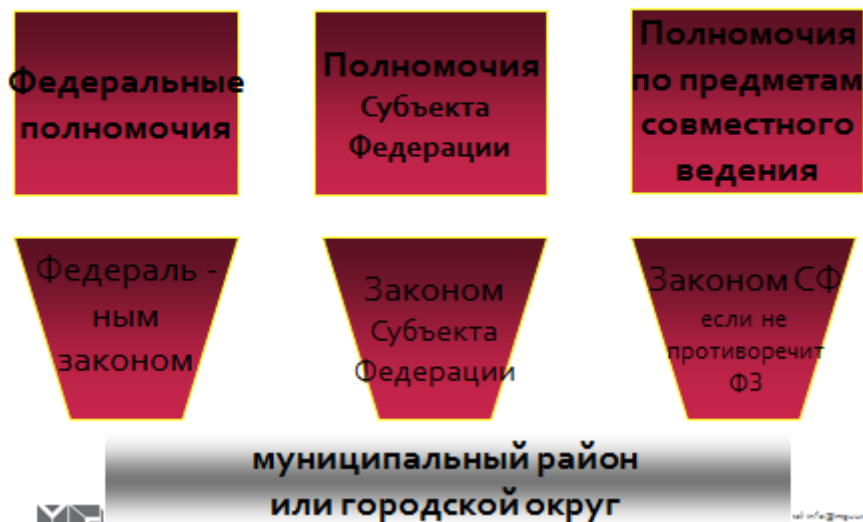 Федеральные
полномочия
Полномочия
Субъекта
Федерации
Полномочия
по предметам
совместного
ведения
Федераль -
ным
законом
Законом
Субъекта
Федерации
Законом СФ
если не
противоречит
ФЗ
муниципальный район
или городской округ